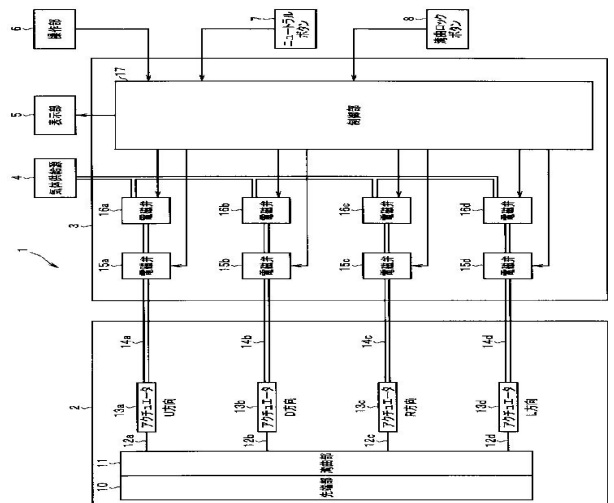 1
2
3
4
気体供給源
5
表示部
6
操作部
10
先端部
11
湾曲部
12a
13a
アクチュエータ
U方向
14a
15a
電磁弁
16a
電磁弁
17
制御部
12b
13b
アクチュエータ
D方向
14b
15b
電磁弁
16b
電磁弁
7
ニュートラル
ボタン
12c
13c
アクチュエータ
R方向
14c
15c
電磁弁
16c
電磁弁
8
湾曲ロック
ボタン
12d
13d
アクチュエータ
L方向
14d
15d
電磁弁
16d
電磁弁